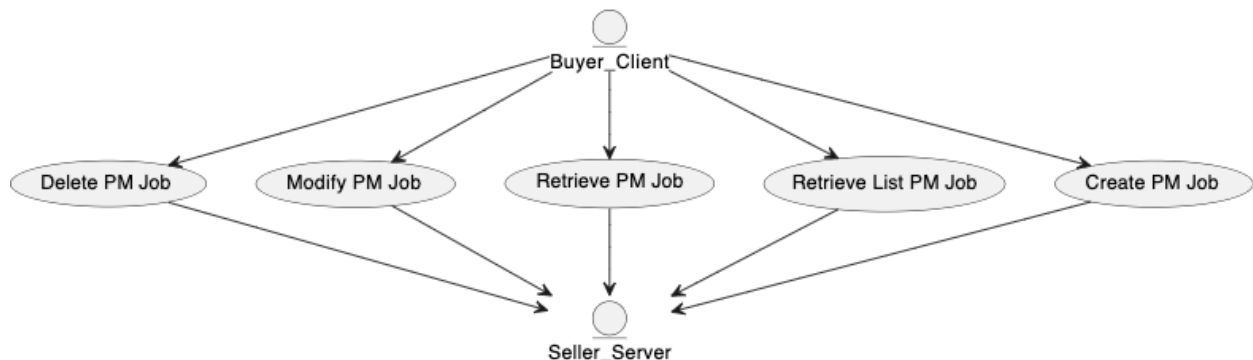 Buyer_Client
Delete PM Job
Modify PM Job
Retrieve PM Job
Retrieve List PM Job
Create PM Job
Seller_Server